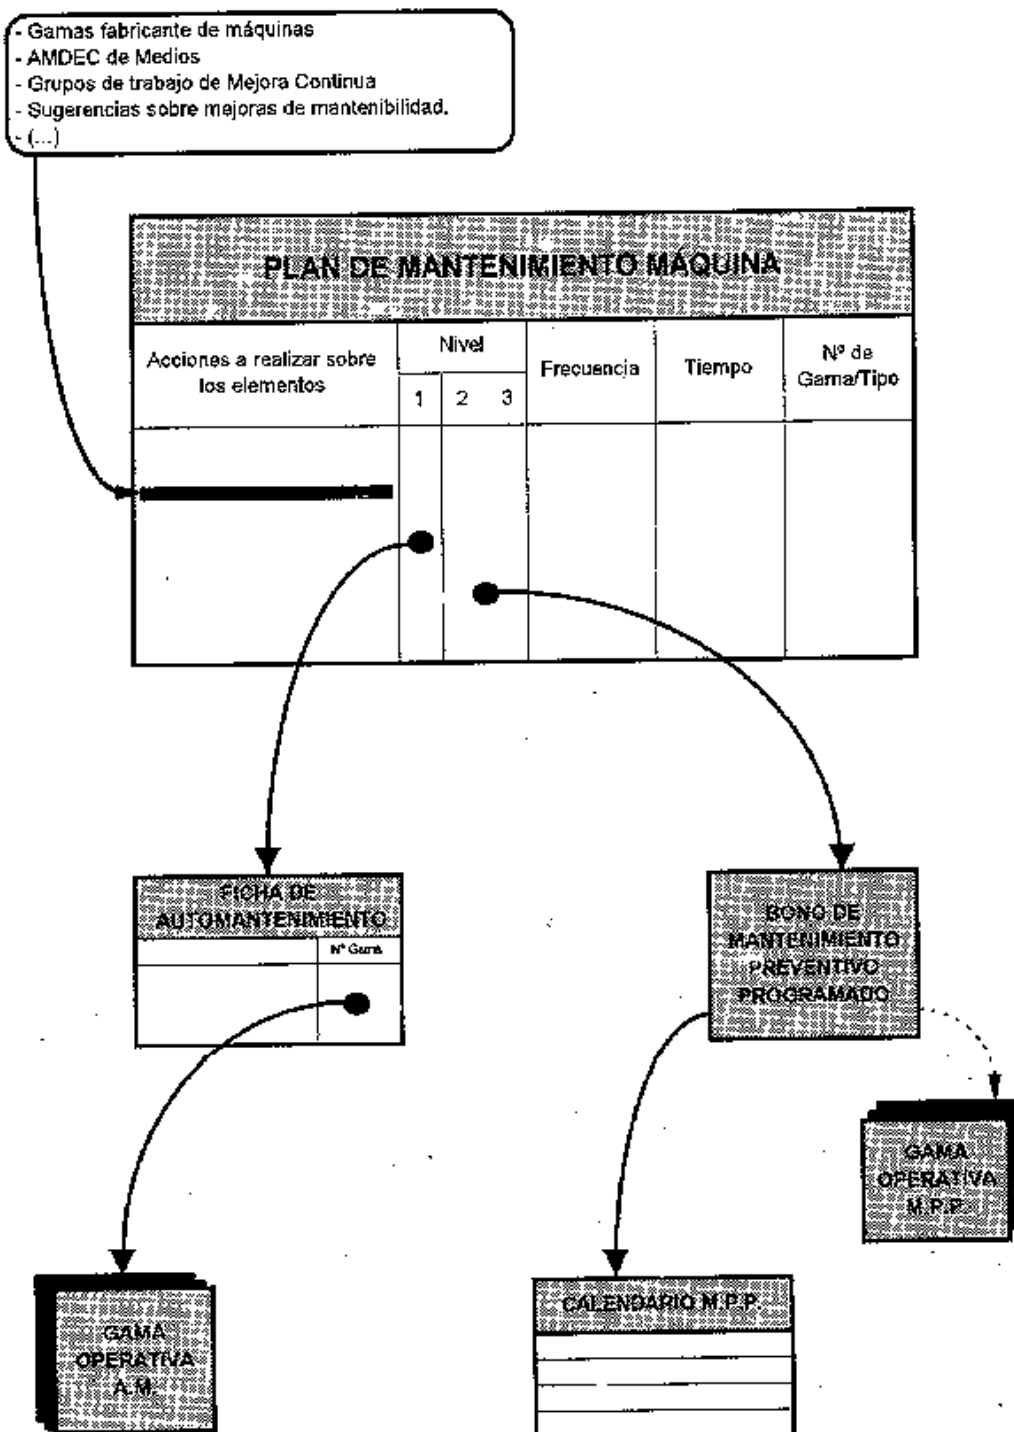 - Gamas fabricante de máquinas
- AMDEC de Medios
- Grupos de trabajo de Mejora Continua
- Sugerencias sobre mejoras de mantenibilidad.
- (...)
PLAN DE MANTENIMIENTO MÁQUINA
Acciones a realizar sobre
los elementos
Nivel
1 2 3
Frecuencia
Tiempo
Nº de
Gama/Tipo
FICHA DE
AUTOMANTENIMIENTO
Nº Gama
BONO DE
MANTENIMIENTO
PREVENTIVO
PROGRAMADO
GAMA
OPERATIVA
M.P.P.
GAMA
OPERATIVA
A.M.
CALENDARIO M.P.P.